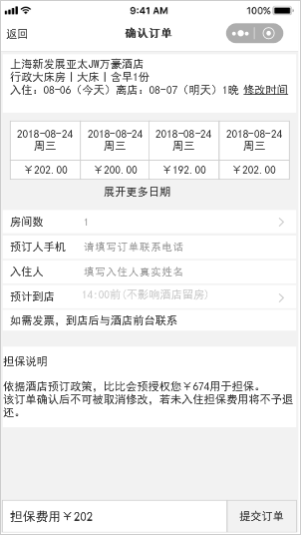 9:41 AM
100%
返回
确认订单
上海新发展亚太JW万豪酒店
行政大床房 | 大床 | 含早1份
入住：08-06（今天）离店：08-07（明天）1晚 修改时间
2018-08-24 2018-08-24 2018-08-24 2018-08-24
周三 周三 周三 周三
￥202.00 ￥200.00 ￥192.00 ￥202.00
展开更多日期
房间数 1
预订人手机 请填写订单联系电话
入住人 填写入住人真实姓名
预计到店 14:00前(不影响酒店留房)
如需发票，到店后与酒店前台联系
担保说明
依据酒店预订政策，比比会预授权您￥674用于担保。
该订单确认后不可被取消修改，若未入住担保费用将不予退
还。
担保费用￥202
提交订单